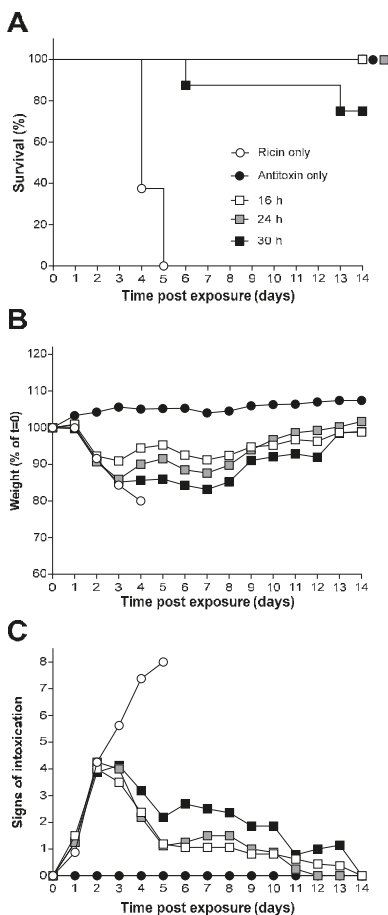 A
Survival (%)
100
80
60
40
20
0
Ricin only
Antitoxin only
16 h
24 h
30 h
0 1 2 3 4 5 6 7 8 9 10 11 12 13 14
Time post exposure (days)
B
Weight (% of t=0)
120
110
100
90
80
70
60
0 1 2 3 4 5 6 7 8 9 10 11 12 13 14
Time post exposure (days)
C
Signs of intoxication
8
7
6
5
4
3
2
1
0
0 1 2 3 4 5 6 7 8 9 10 11 12 13 14
Time post exposure (days)